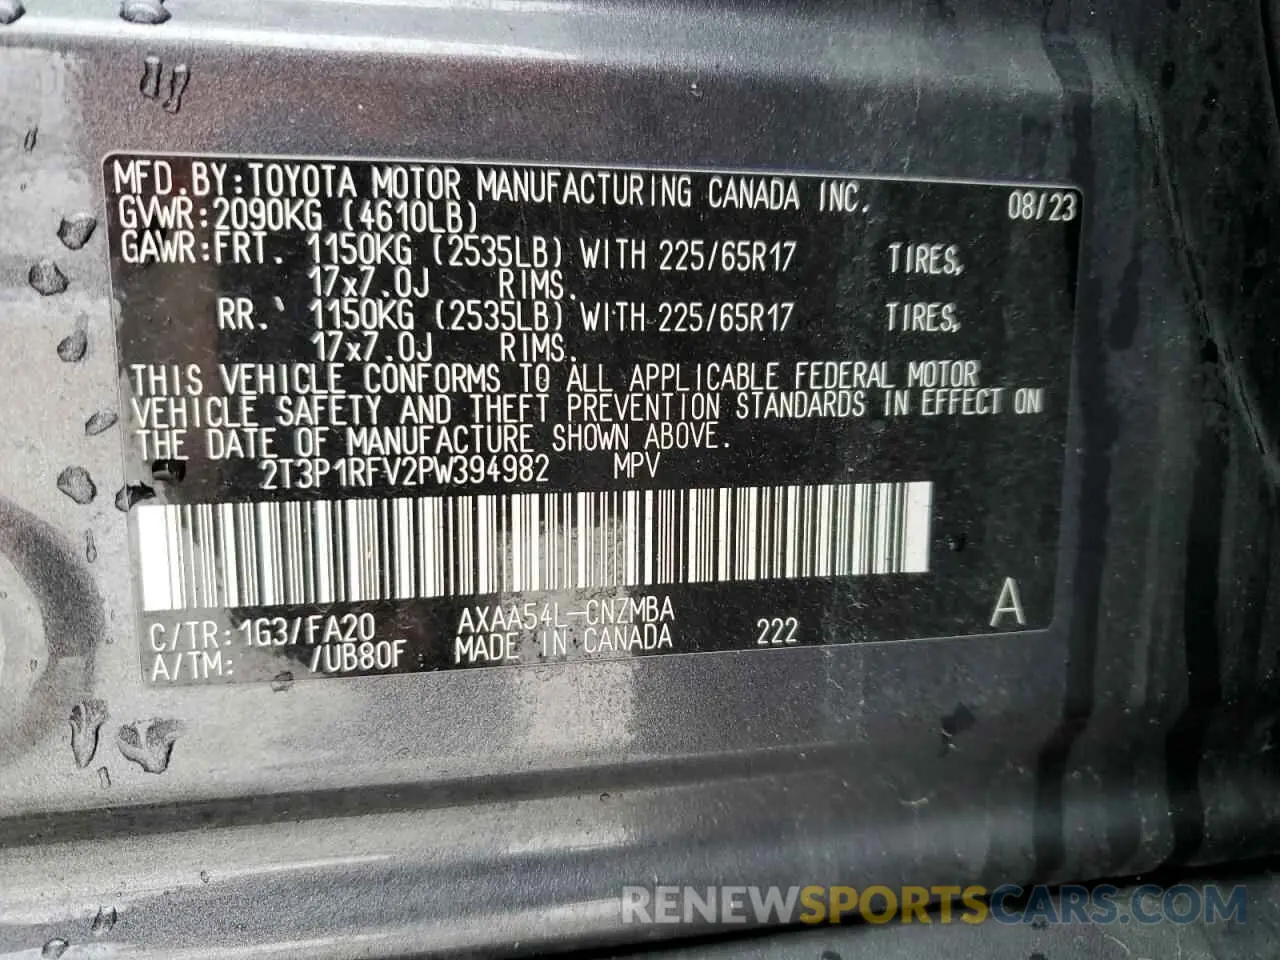 MFD.BY:TOYOTA MOTOR MANUFACTURING CANADA INC. 08/23
GVWR:2090KG (4610LB)
GAWR:FRT. 1150KG (2535LB) WITH 225/65R17 TIRES,
17x7.0J RIMS.
RR. 1150KG (2535LB) WITH 225/65R17 TIRES,
17x7.0J RIMS.
THIS VEHICLE CONFORMS TO ALL APPLICABLE FEDERAL MOTOR
VEHICLE SAFETY AND THEFT PREVENTION STANDARDS IN EFFECT ON
THE DATE OF MANUFACTURE SHOWN ABOVE.
2T3P1RFV2PW394982 MPV
C/TR:1G3/FA20 AXAA54L-CNZMBA 222 A
A/TM: /UB80F MADE IN CANADA
RENEWSPORTSCARS.COM